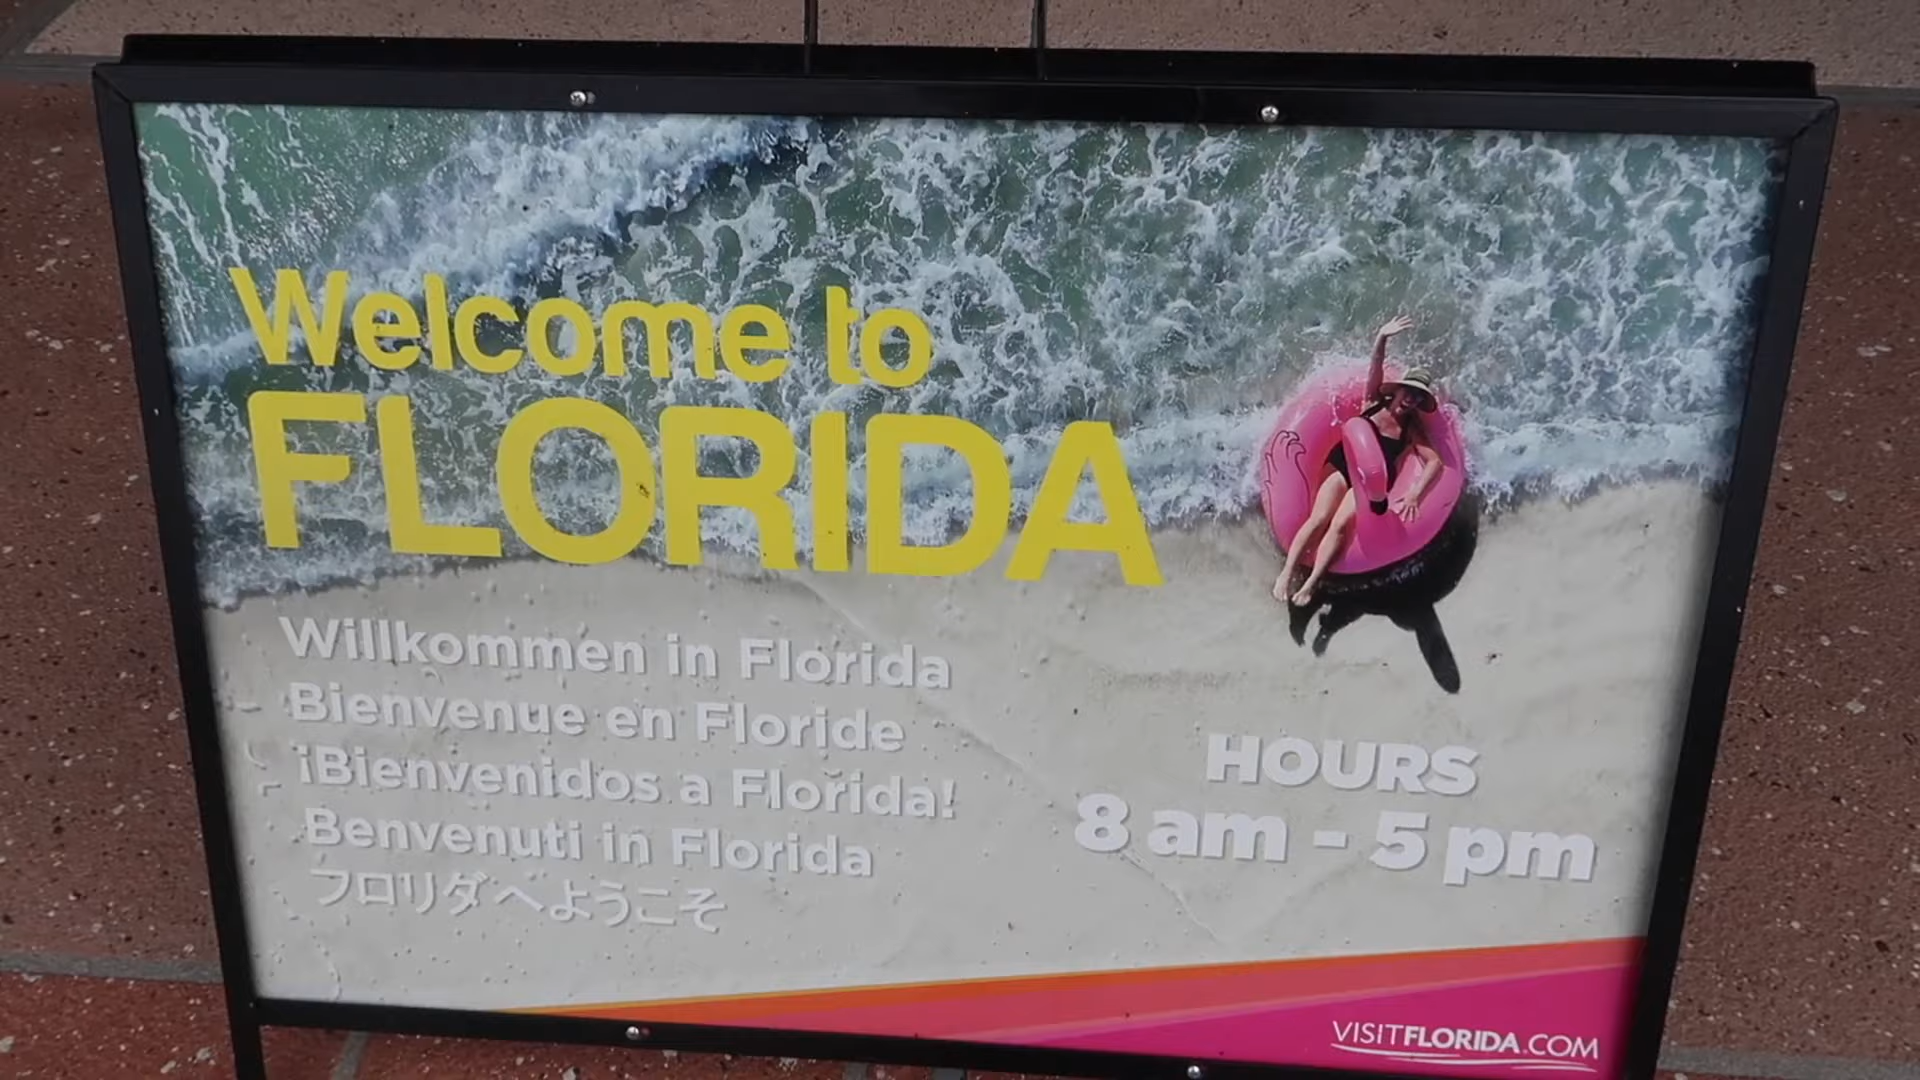 Welcome to
FLORIDA
Willkommen in Florida
Bienvenue en Floride
¡Bienvenidos a Florida!
Benvenuti in Florida
フロリダへようこそ
HOURS
8 am - 5 pm
VISITFLORIDA.COM